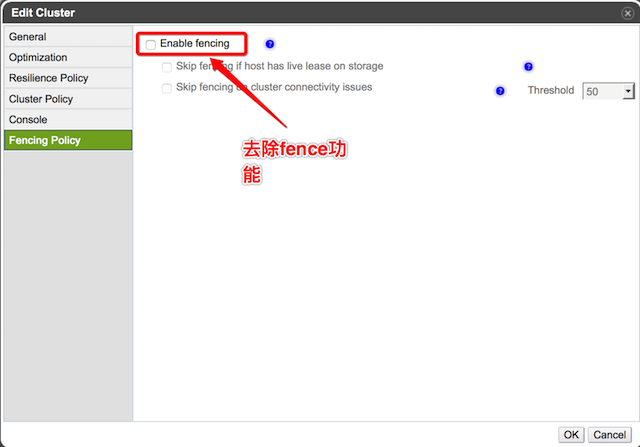 Edit Cluster
General
Optimization
Resilience Policy
Cluster Policy
Console
Fencing Policy
Enable fencing
Skip fencing if host has live lease on storage
Skip fencing on cluster connectivity issues
Threshold 50
去除fence功
能
OK Cancel